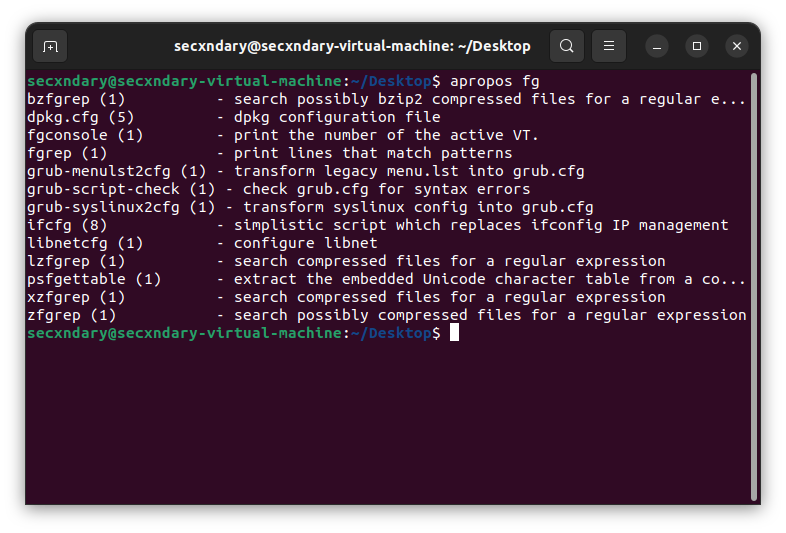 secxndary@secxndary-virtual-machine: ~/Desktop
secxndary@secxndary-virtual-machine:~/Desktop$ apropos fg
bzfgrep (1)          - search possibly bzip2 compressed files for a regular e...
dpkg.cfg (5)         - dpkg configuration file
fgconsole (1)        - print the number of the active VT.
fgrep (1)            - print lines that match patterns
grub-menulst2cfg (1) - transform legacy menu.lst into grub.cfg
grub-script-check (1) - check grub.cfg for syntax errors
grub-syslinux2cfg (1) - transform syslinux config into grub.cfg
ifcfg (8)            - simplistic script which replaces ifconfig IP management
libnetcfg (1)        - configure libnet
lzfgrep (1)          - search compressed files for a regular expression
psfgettable (1)      - extract the embedded Unicode character table from a co...
xzfgrep (1)          - search compressed files for a regular expression
zfgrep (1)           - search possibly compressed files for a regular expression
secxndary@secxndary-virtual-machine:~/Desktop$